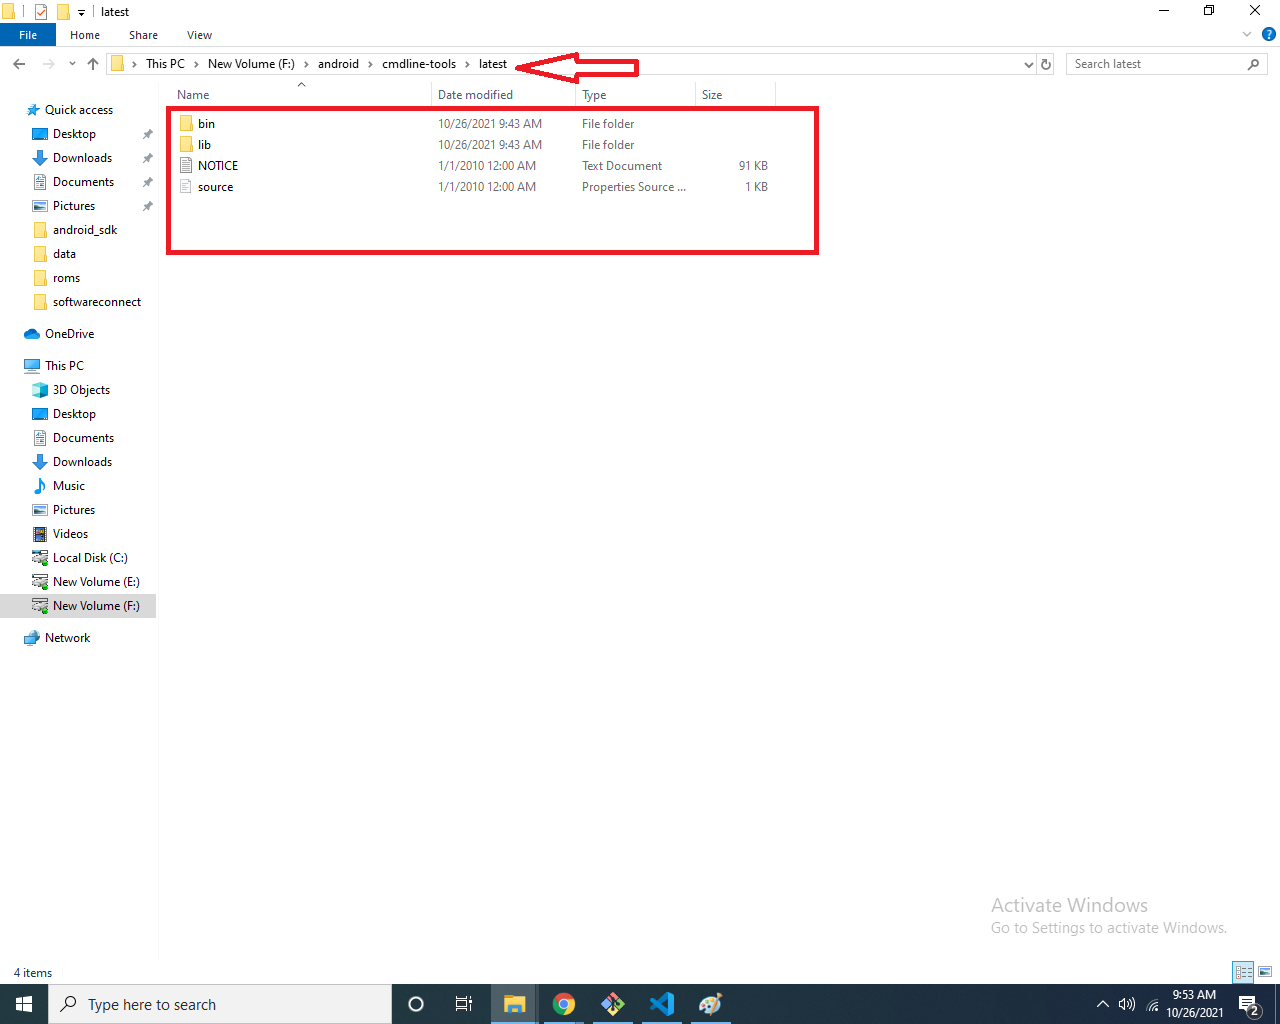 latest
File Home Share View
This PC New Volume (F:) android cmdline-tools latest
Search latest
Name Date modified Type Size
bin 10/26/2021 9:43 AM File folder
lib 10/26/2021 9:43 AM File folder
NOTICE 1/1/2010 12:00 AM Text Document 91 KB
source 1/1/2010 12:00 AM Properties Source ... 1 KB
Quick access
Desktop
Downloads
Documents
Pictures
android_sdk
data
roms
softwareconnect
OneDrive
This PC
3D Objects
Desktop
Documents
Downloads
Music
Pictures
Videos
Local Disk (C:)
New Volume (E:)
New Volume (F:)
Network
Activate Windows
Go to Settings to activate Windows.
4 items
Type here to search
9:53 AM
10/26/2021
2